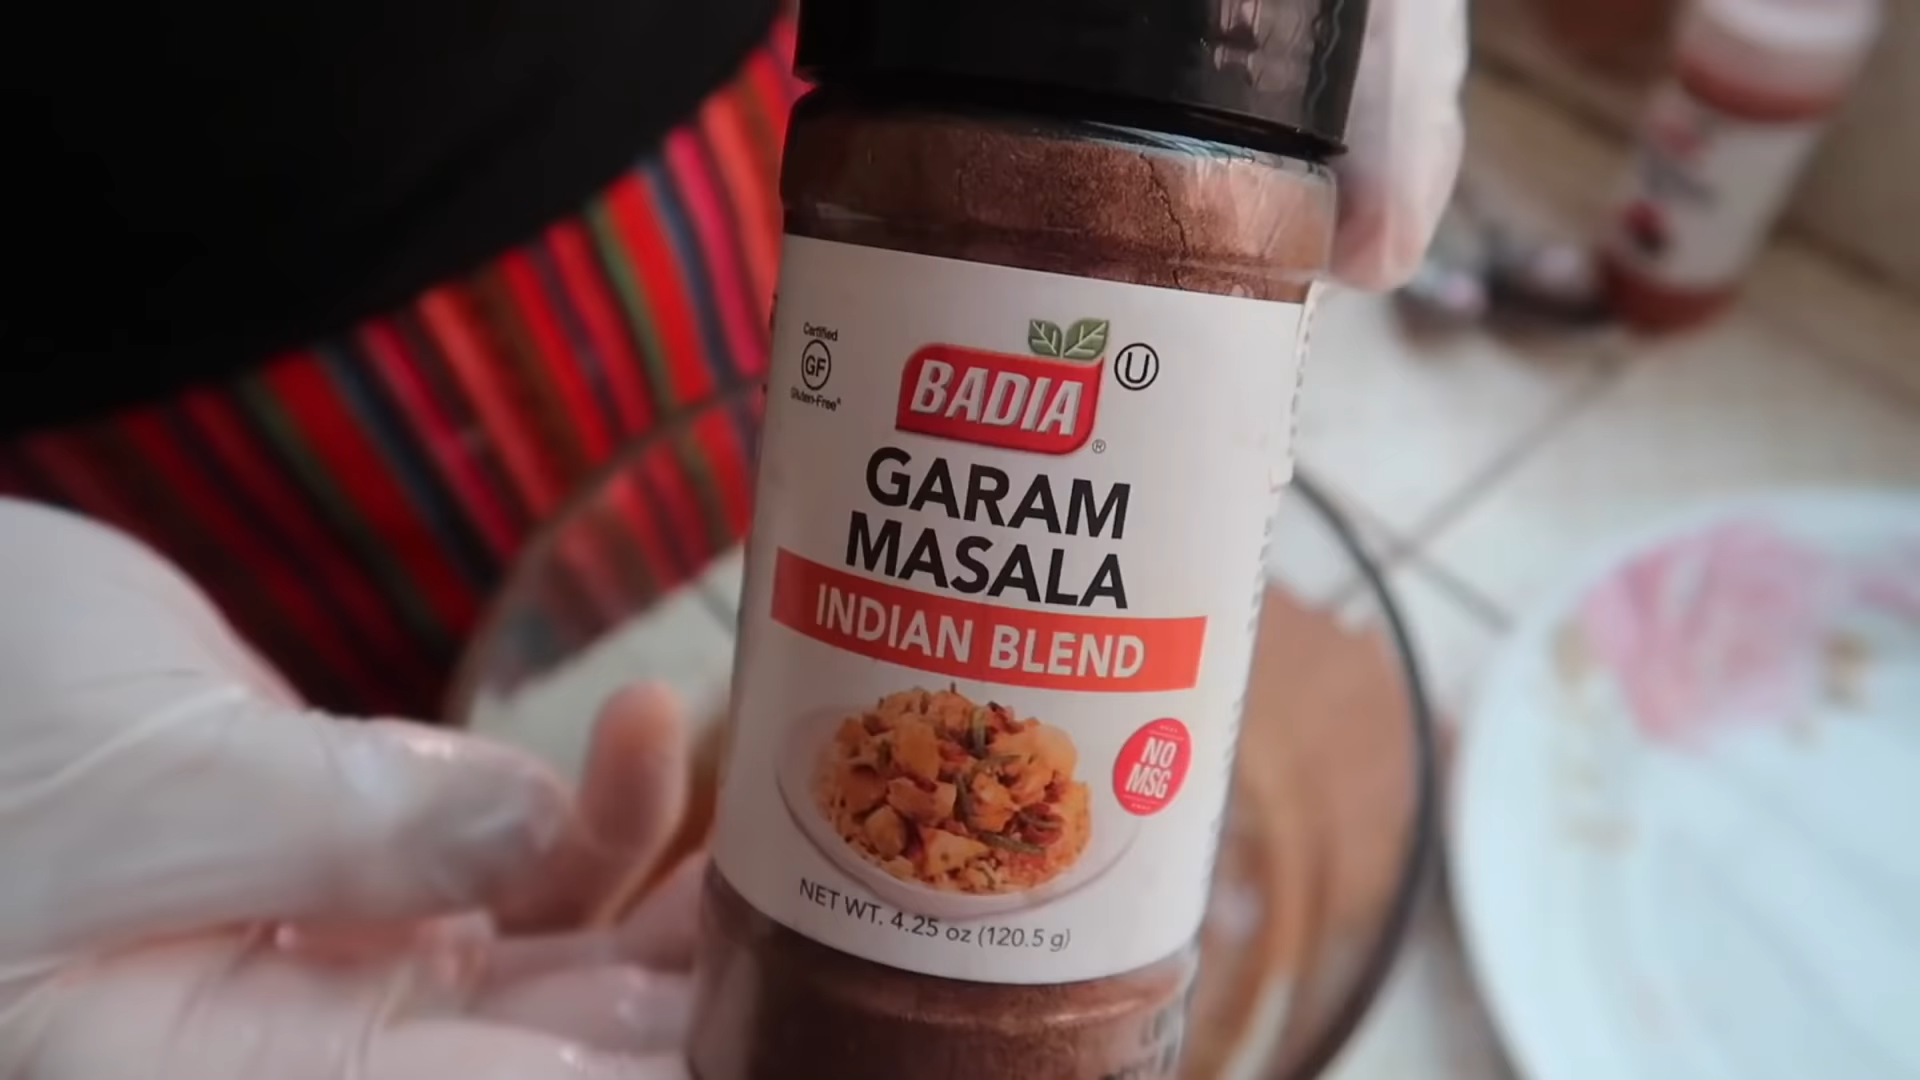 Certified
GF
Gluten-Free®
BADIA®
U
GARAM
MASALA
INDIAN BLEND
NO
MSG
NET WT. 4.25 oz (120.5 g)